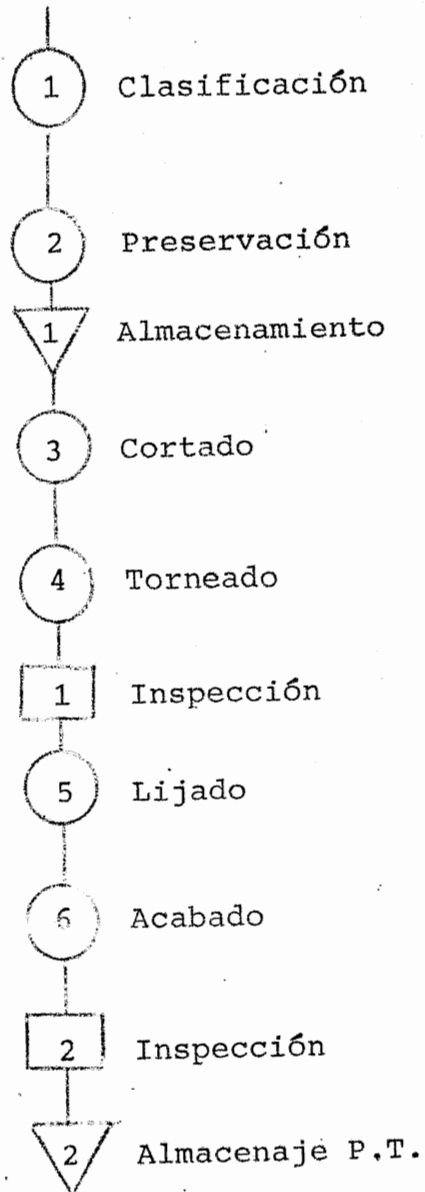 1 Clasificación
2 Preservación
1 Almacenamiento
3 Cortado
4 Torneado
1 Inspección
5 Lijado
6 Acabado
2 Inspección
2 Almacenaje P.T.